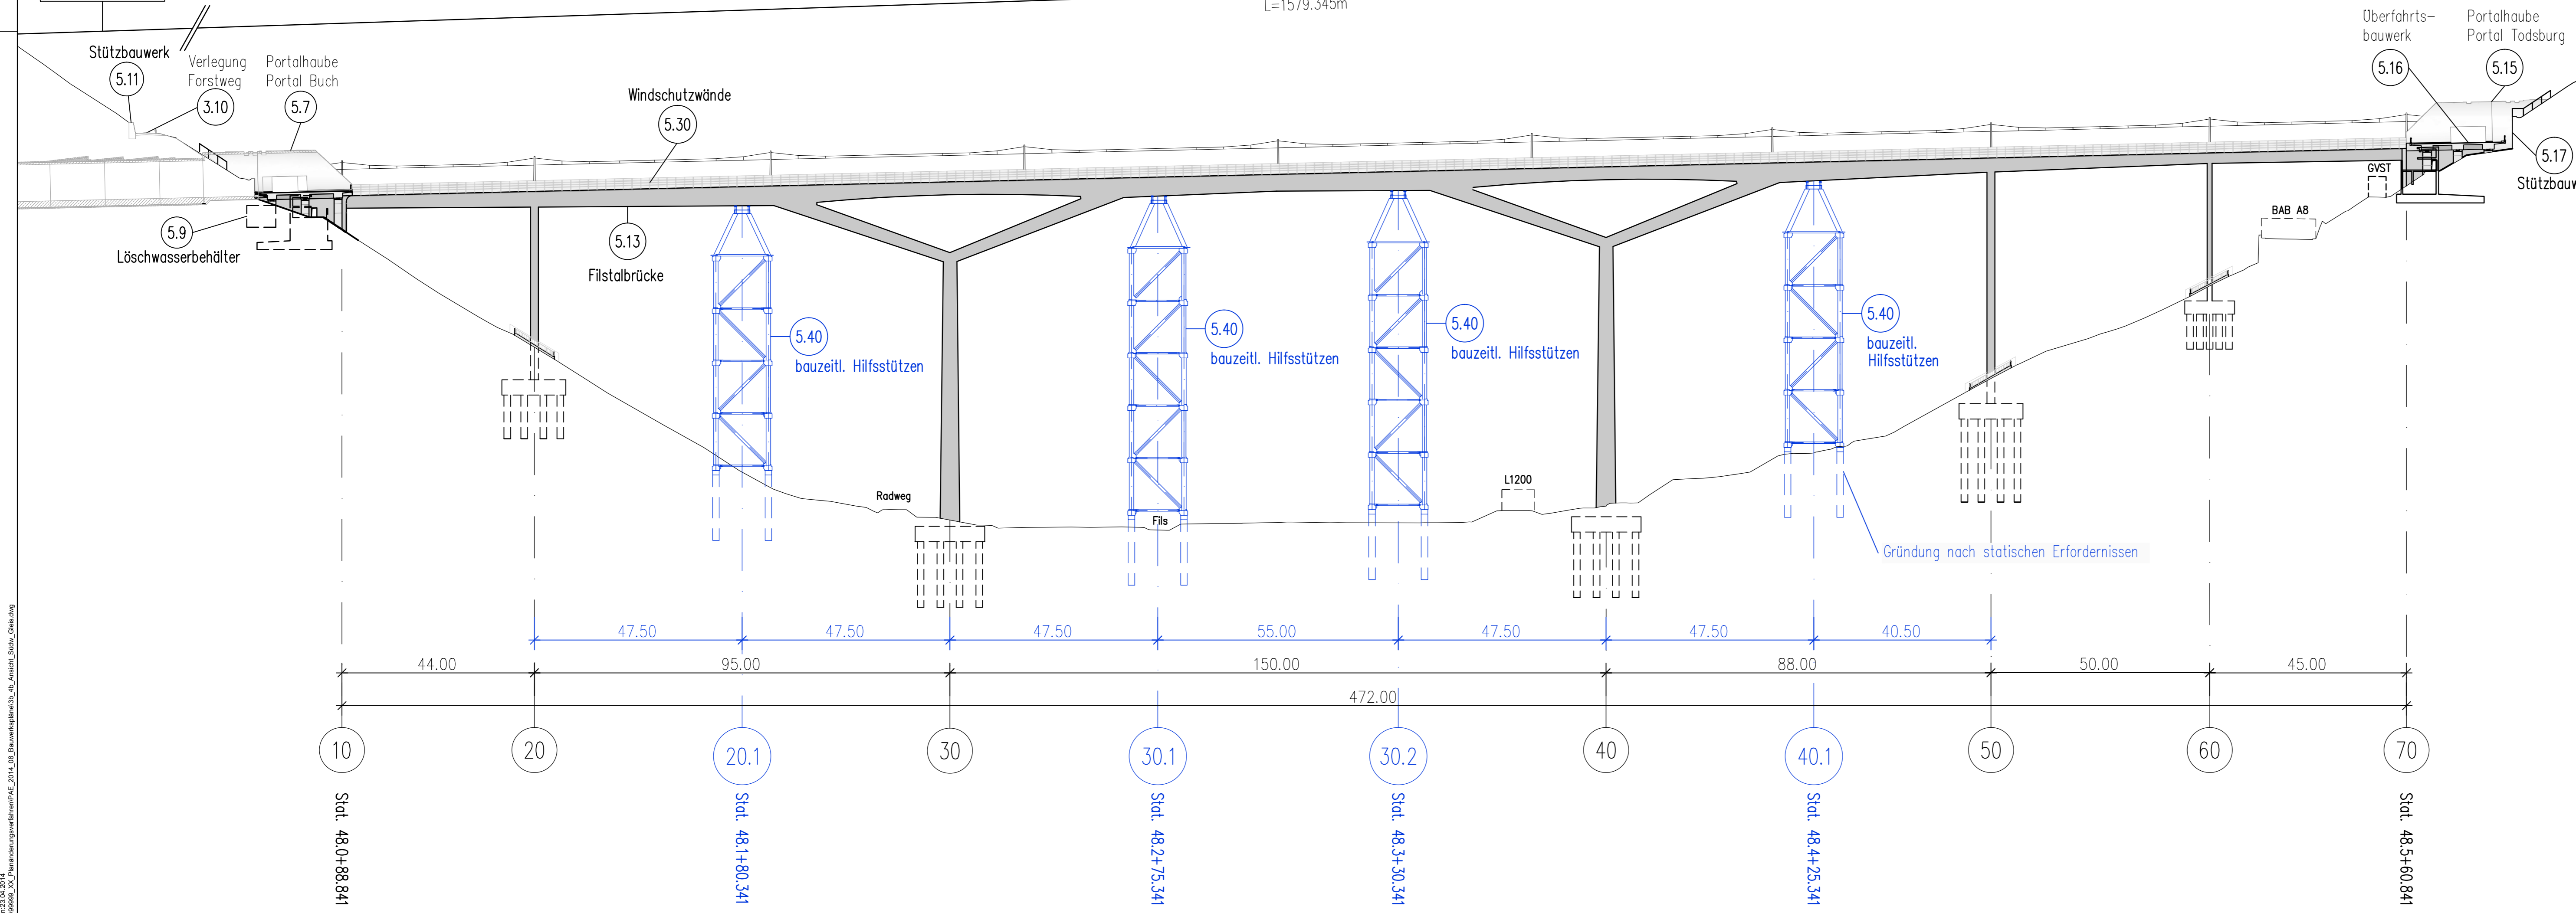 L=1579.345m
Überfahrts-
bauwerk
5.16
Portalhaube
Portal Todsburg
5.15
Stützbauwerk
5.11
Verlegung
Forstweg
3.10
Portalhaube
Portal Buch
5.7
Windschutzwände
5.30
5.17
GVST
BAB A8
5.9
Löschwasserbehälter
5.13
Filstalbrücke
5.40
bauzeitl. Hilfsstützen
5.40
bauzeitl. Hilfsstützen
5.40
bauzeitl. Hilfsstützen
5.40
bauzeitl.
Hilfsstützen
Radweg
Fils
L1200
Gründung nach statischen Erfordernissen
47.50
47.50
47.50
55.00
47.50
47.50
40.50
44.00
95.00
150.00
88.00
50.00
45.00
472.00
10
20
20.1
30
30.1
30.2
40
40.1
50
60
70
Stat. 48.0+88.841
Stat. 48.1+80.341
Stat. 48.2+75.341
Stat. 48.3+30.341
Stat. 48.4+25.341
Stat. 48.5+60.841